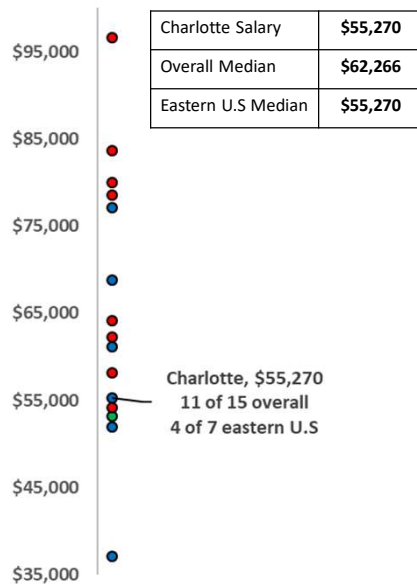 Charlotte Salary $55,270
Overall Median $62,266
Eastern U.S Median $55,270
$95,000
$85,000
$75,000
$65,000
$55,000
$45,000
$35,000
Charlotte, $55,270
11 of 15 overall
4 of 7 eastern U.S